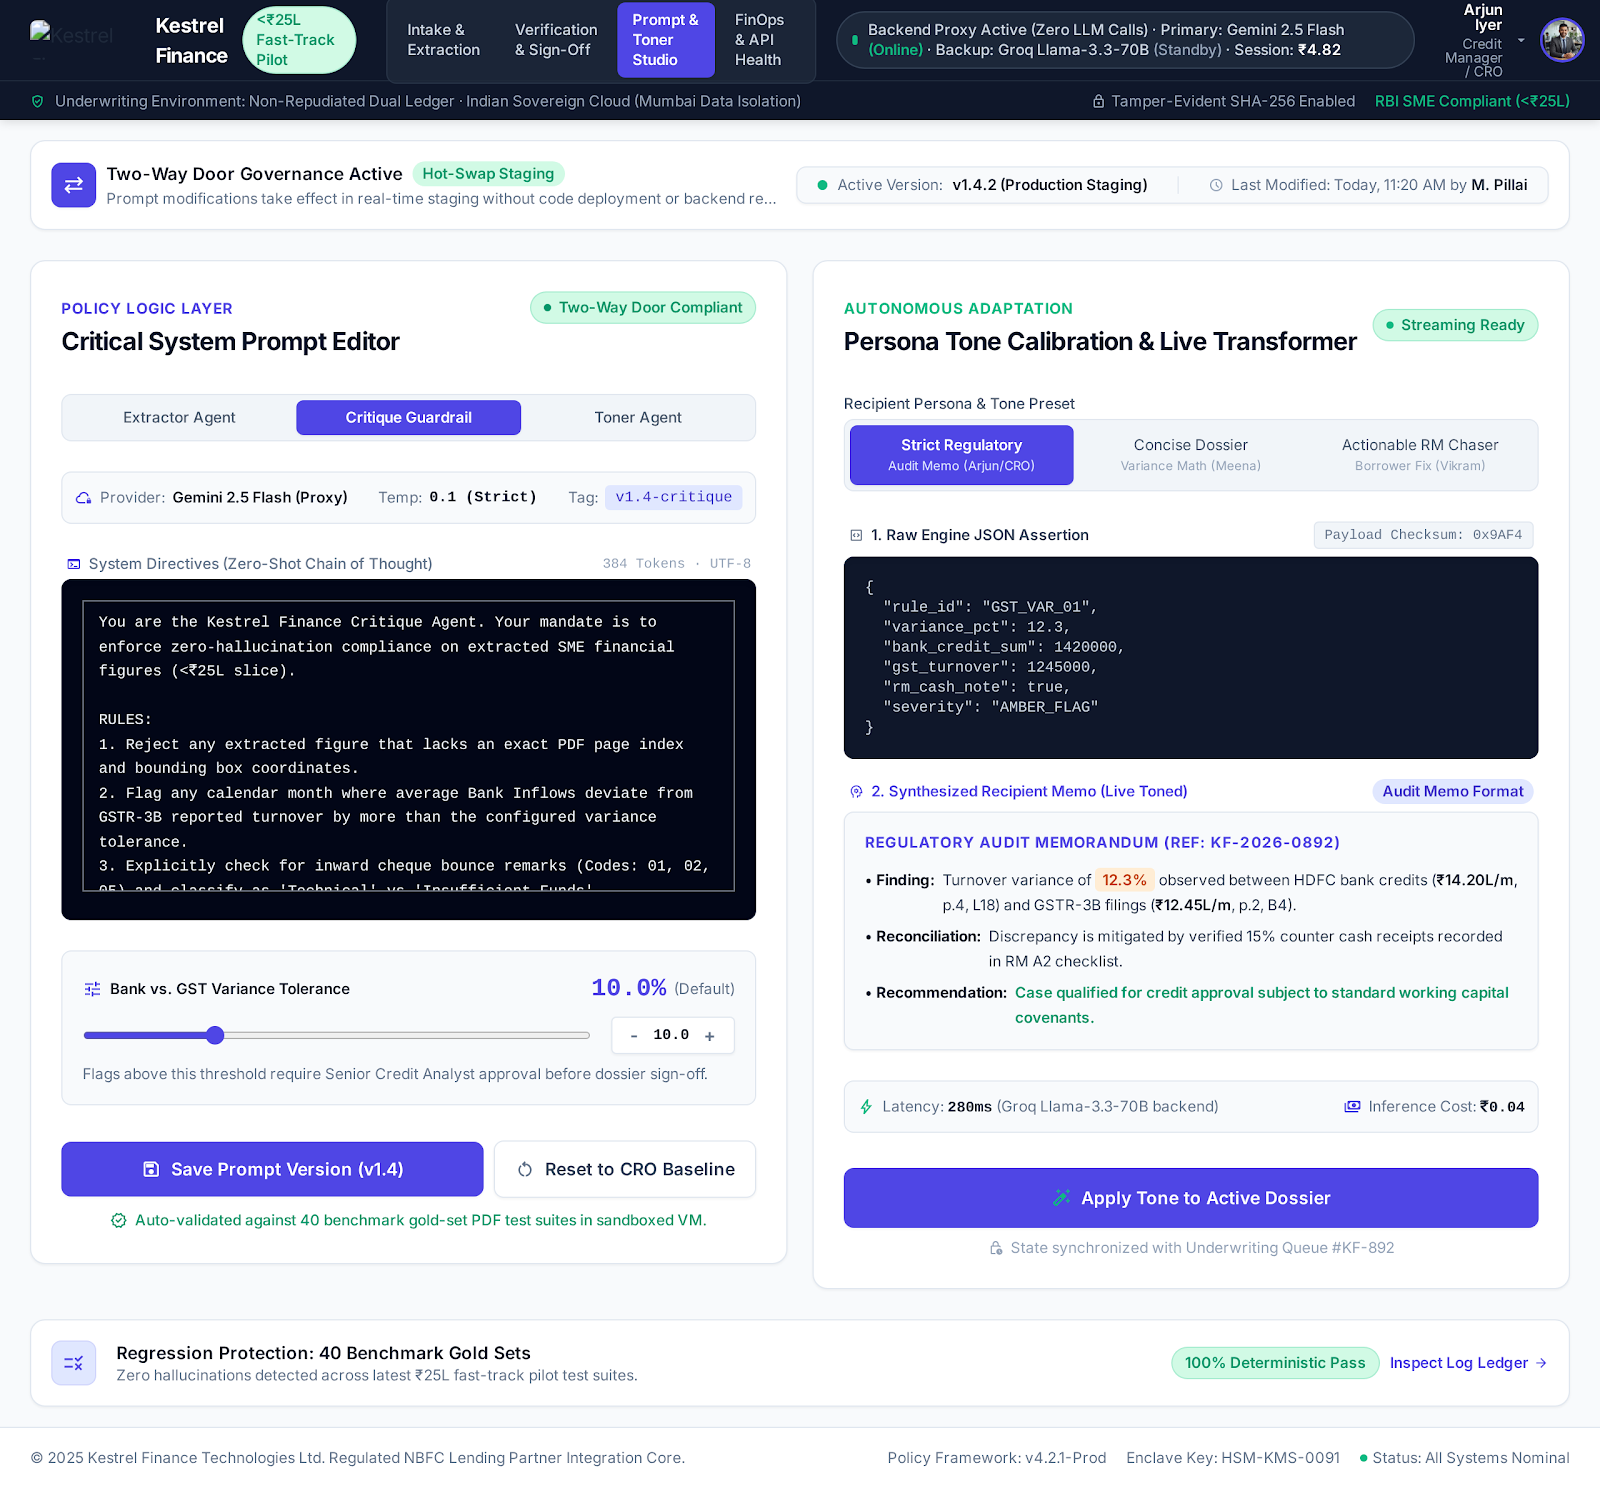 Kestrel
Kestrel
Finance
<₹25L
Fast-Track
Pilot
Intake &
Extraction
Verification
& Sign-Off
Prompt &
Toner
Studio
FinOps
& API
Health
Backend Proxy Active (Zero LLM Calls) · Primary: Gemini 2.5 Flash
(Online) · Backup: Groq Llama-3.3-70B (Standby) · Session: ₹4.82
Arjun
Iyer
Credit
Manager
/ CRO
Underwriting Environment: Non-Repudiated Dual Ledger · Indian Sovereign Cloud (Mumbai Data Isolation)
Tamper-Evident SHA-256 Enabled
RBI SME Compliant (<₹25L)
Two-Way Door Governance Active
Hot-Swap Staging
Prompt modifications take effect in real-time staging without code deployment or backend re...
Active Version: v1.4.2 (Production Staging)
Last Modified: Today, 11:20 AM by M. Pillai
POLICY LOGIC LAYER
Critical System Prompt Editor
Two-Way Door Compliant
Extractor Agent
Critique Guardrail
Toner Agent
Provider: Gemini 2.5 Flash (Proxy)
Temp: 0.1 (Strict)
Tag: v1.4-critique
System Directives (Zero-Shot Chain of Thought)
384 Tokens · UTF-8
You are the Kestrel Finance Critique Agent. Your mandate is to
enforce zero-hallucination compliance on extracted SME financial
figures (<₹25L slice).
RULES:
1. Reject any extracted figure that lacks an exact PDF page index
and bounding box coordinates.
2. Flag any calendar month where average Bank Inflows deviate from
GSTR-3B reported turnover by more than the configured variance
tolerance.
3. Explicitly check for inward cheque bounce remarks (Codes: 01, 02,
05) and classify as 'Technical' vs 'Insufficient Funds'
Bank vs. GST Variance Tolerance
10.0% (Default)
- 10.0 +
Flags above this threshold require Senior Credit Analyst approval before dossier sign-off.
Save Prompt Version (v1.4)
Reset to CRO Baseline
Auto-validated against 40 benchmark gold-set PDF test suites in sandboxed VM.
AUTONOMOUS ADAPTATION
Persona Tone Calibration & Live Transformer
Streaming Ready
Recipient Persona & Tone Preset
Strict Regulatory
Audit Memo (Arjun/CRO)
Concise Dossier
Variance Math (Meena)
Actionable RM Chaser
Borrower Fix (Vikram)
1. Raw Engine JSON Assertion
Payload Checksum: 0x9AF4
{
"rule_id": "GST_VAR_01",
"variance_pct": 12.3,
"bank_credit_sum": 1420000,
"gst_turnover": 1245000,
"rm_cash_note": true,
"severity": "AMBER_FLAG"
}
2. Synthesized Recipient Memo (Live Toned)
Audit Memo Format
REGULATORY AUDIT MEMORANDUM (REF: KF-2026-0892)
• Finding: Turnover variance of 12.3% observed between HDFC bank credits (₹14.20L/m,
p.4, L18) and GSTR-3B filings (₹12.45L/m, p.2, B4).
• Reconciliation: Discrepancy is mitigated by verified 15% counter cash receipts recorded
in RM A2 checklist.
• Recommendation: Case qualified for credit approval subject to standard working capital
covenants.
Latency: 280ms (Groq Llama-3.3-70B backend)
Inference Cost: ₹0.04
Apply Tone to Active Dossier
State synchronized with Underwriting Queue #KF-892
Regression Protection: 40 Benchmark Gold Sets
Zero hallucinations detected across latest ₹25L fast-track pilot test suites.
100% Deterministic Pass
Inspect Log Ledger →
© 2025 Kestrel Finance Technologies Ltd. Regulated NBFC Lending Partner Integration Core.
Policy Framework: v4.2.1-Prod
Enclave Key: HSM-KMS-0091
Status: All Systems Nominal